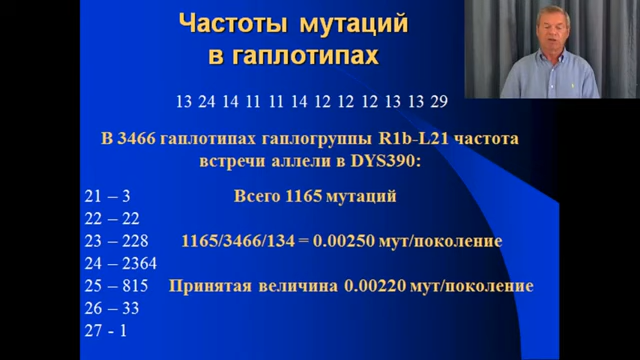 Частоты мутаций
в гаплотипах
13 24 14 11 11 14 12 12 12 13 13 29
В 3466 гаплотипах гаплогруппы R1b-L21 частота
встречи аллели в DYS390:
21 – 3
Всего 1165 мутаций
22 – 22
23 – 228
1165/3466/134 = 0.00250 мут/поколение
24 – 2364
25 – 815
Принятая величина 0.00220 мут/поколение
26 – 33
27 - 1